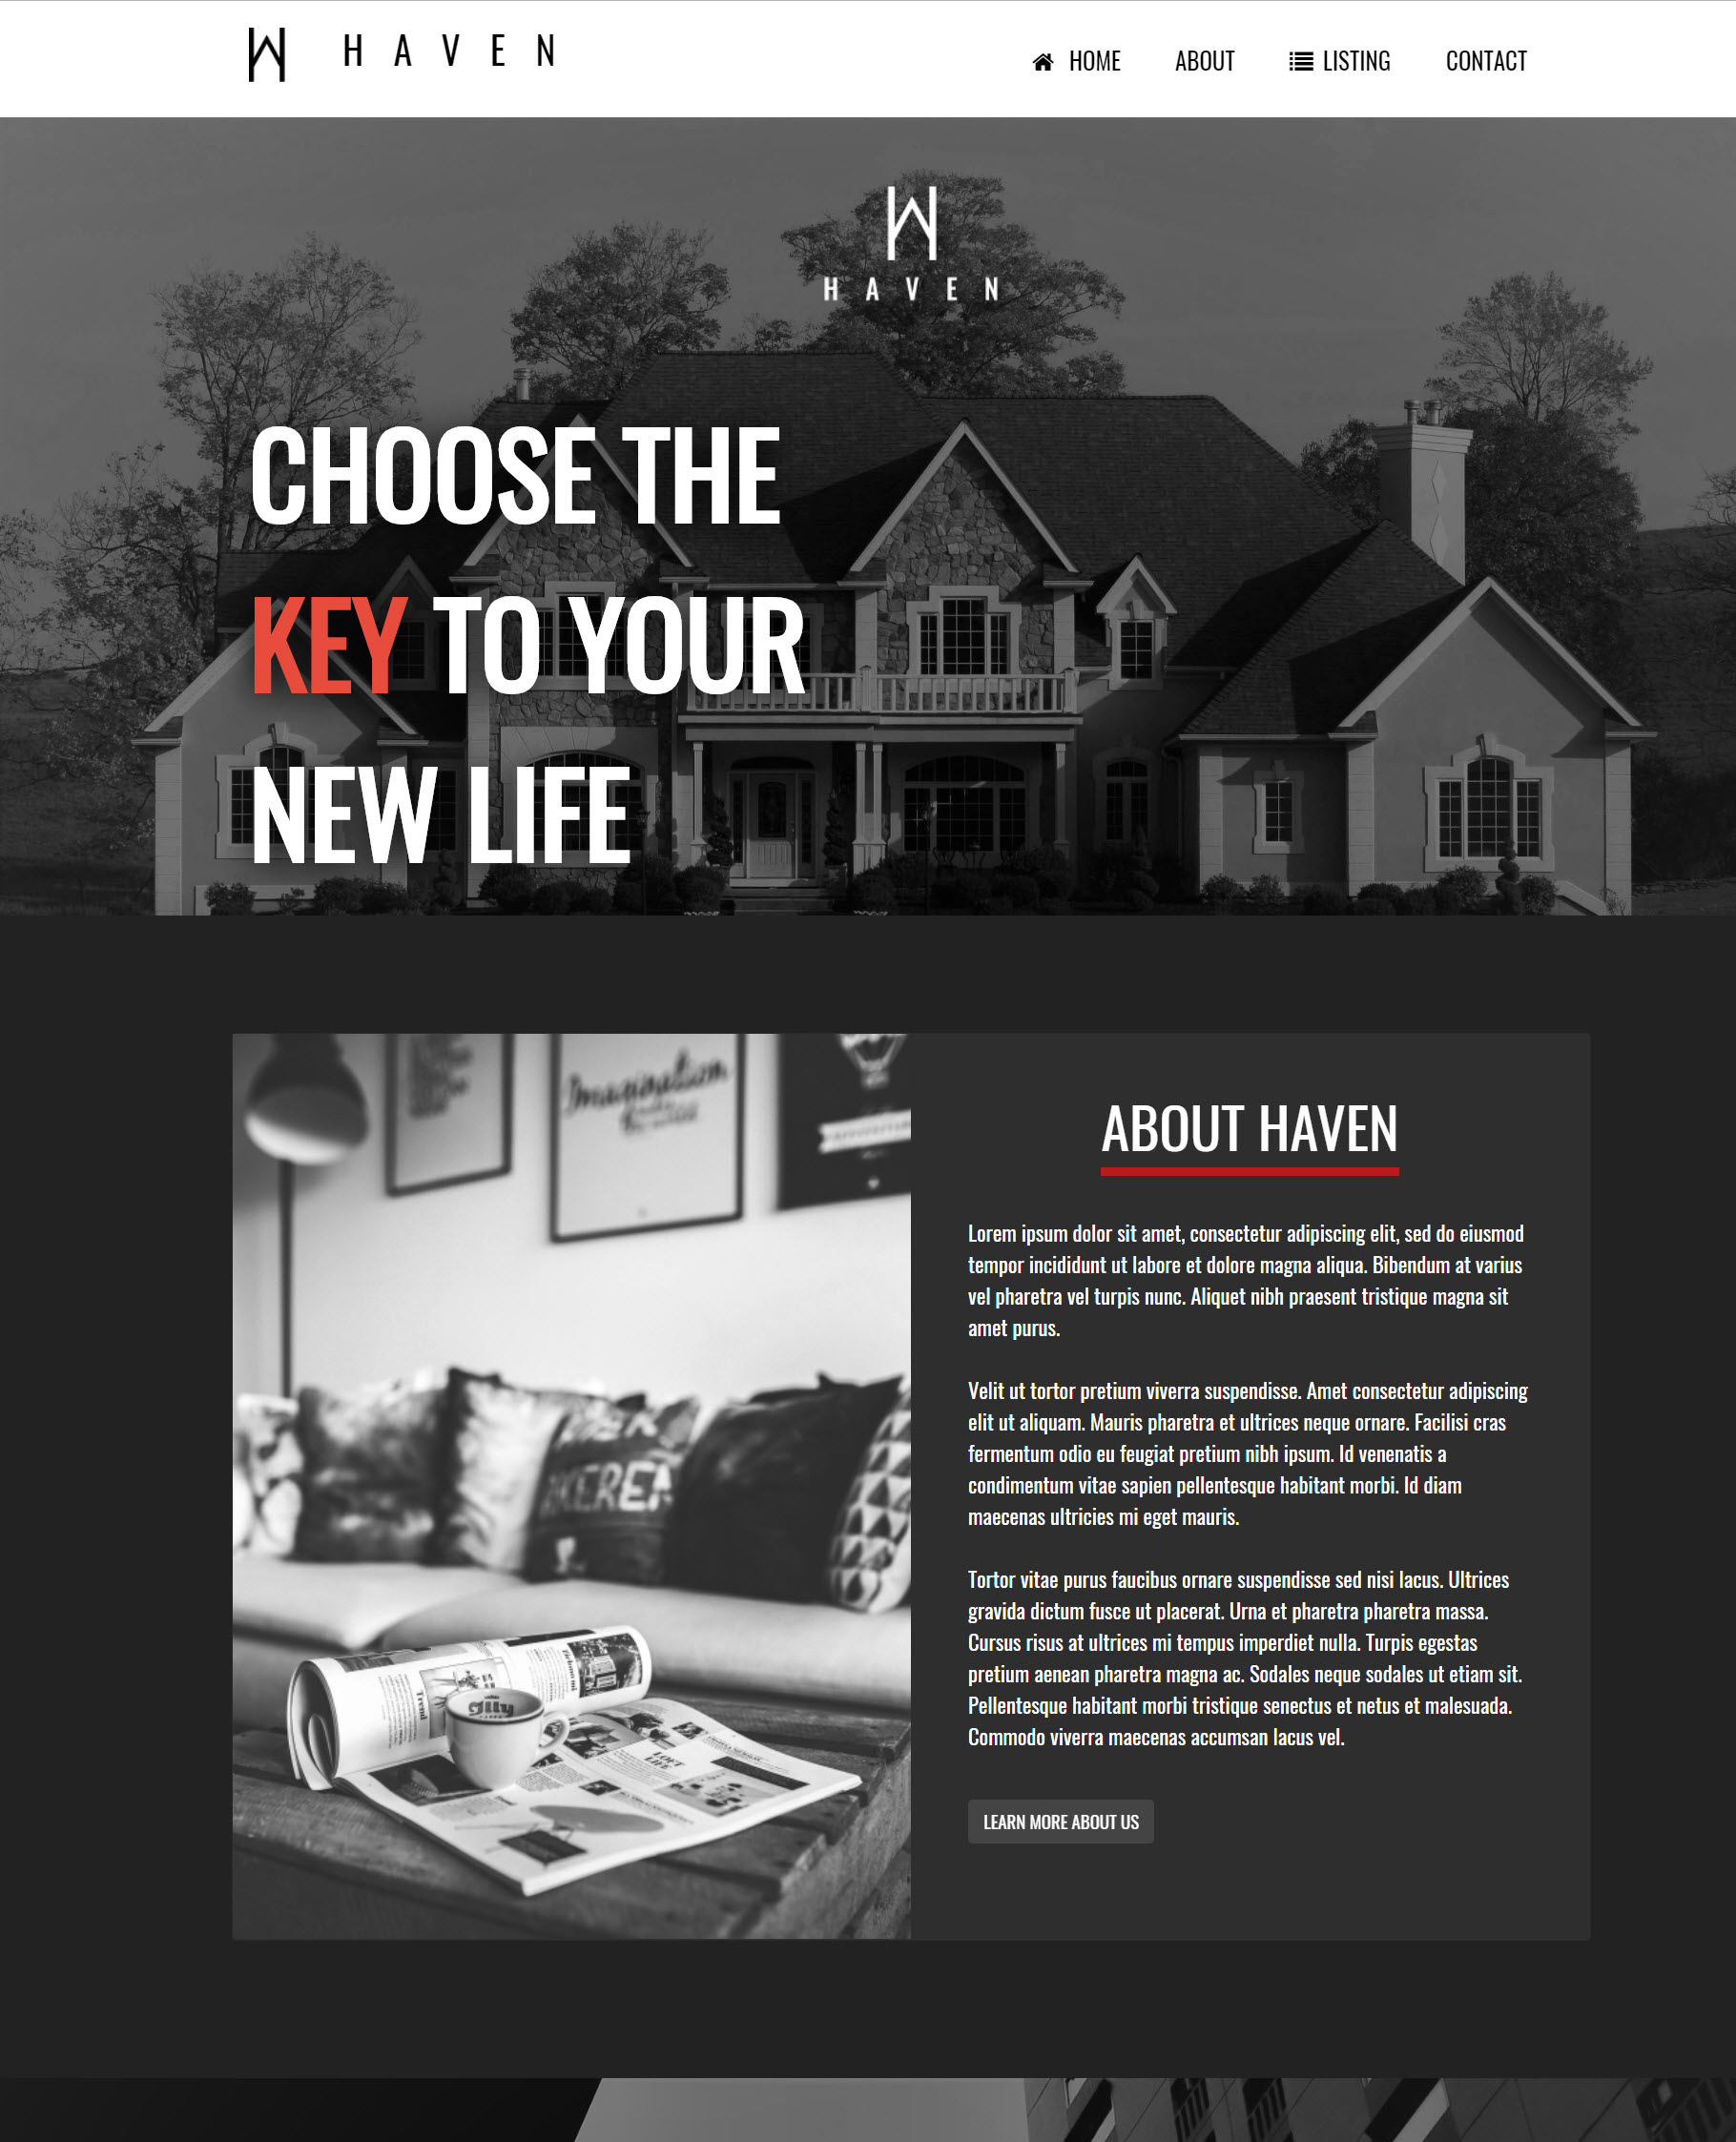 HAVEN
HOME ABOUT LISTING CONTACT
HAVEN
CHOOSE THE
KEY TO YOUR
NEW LIFE
Imagination
ABOUT HAVEN
Lorem ipsum dolor sit amet, consectetur adipiscing elit, sed do eiusmod
tempor incididunt ut labore et dolore magna aliqua. Bibendum at varius
vel pharetra vel turpis nunc. Aliquet nibh praesent tristique magna sit
amet purus.
Velit ut tortor pretium viverra suspendisse. Amet consectetur adipiscing
elit ut aliquam. Mauris pharetra et ultrices neque ornare. Facilisi cras
fermentum odio eu feugiat pretium nibh ipsum. Id venenatis a
condimentum vitae sapien pellentesque habitant morbi. Id diam
maecenas ultricies mi eget mauris.
Tortor vitae purus faucibus ornare suspendisse sed nisi lacus. Ultrices
gravida dictum fusce ut placerat. Urna et pharetra pharetra massa.
Cursus risus at ultrices mi tempus imperdiet nulla. Turpis egestas
pretium aenean pharetra magna ac. Sodales neque sodales ut etiam sit.
Pellentesque habitant morbi tristique senectus et netus et malesuada.
Commodo viverra maecenas accumsan lacus vel.
illy
LOFT
LIFE
LEARN MORE ABOUT US